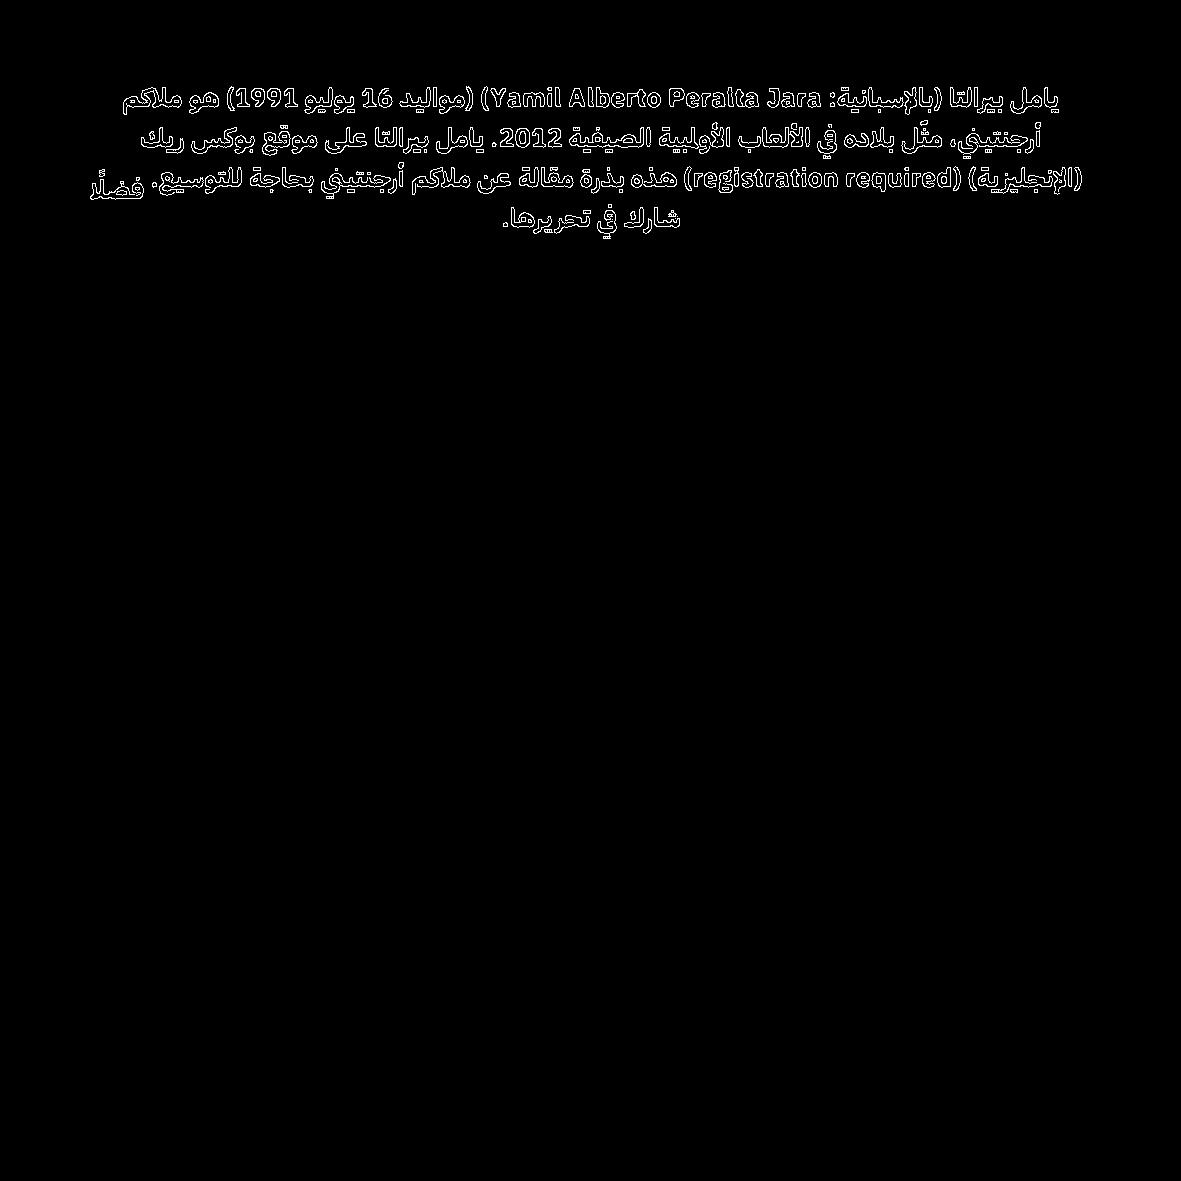 يامل بيرالتا (بالإسبانية: Yamil Alberto Peralta Jara) (مواليد 16 يوليو 1991) هو ملاكم
أرجنتيني، مثَّل بلاده في الألعاب الأولمبية الصيفية 2012. يامل بيرالتا على موقع بوكس ريك
(الإنجليزية) (registration required) هذه بذرة مقالة عن ملاكم أرجنتيني بحاجة للتوسيع. فضلًا
شارك في تحريرها.